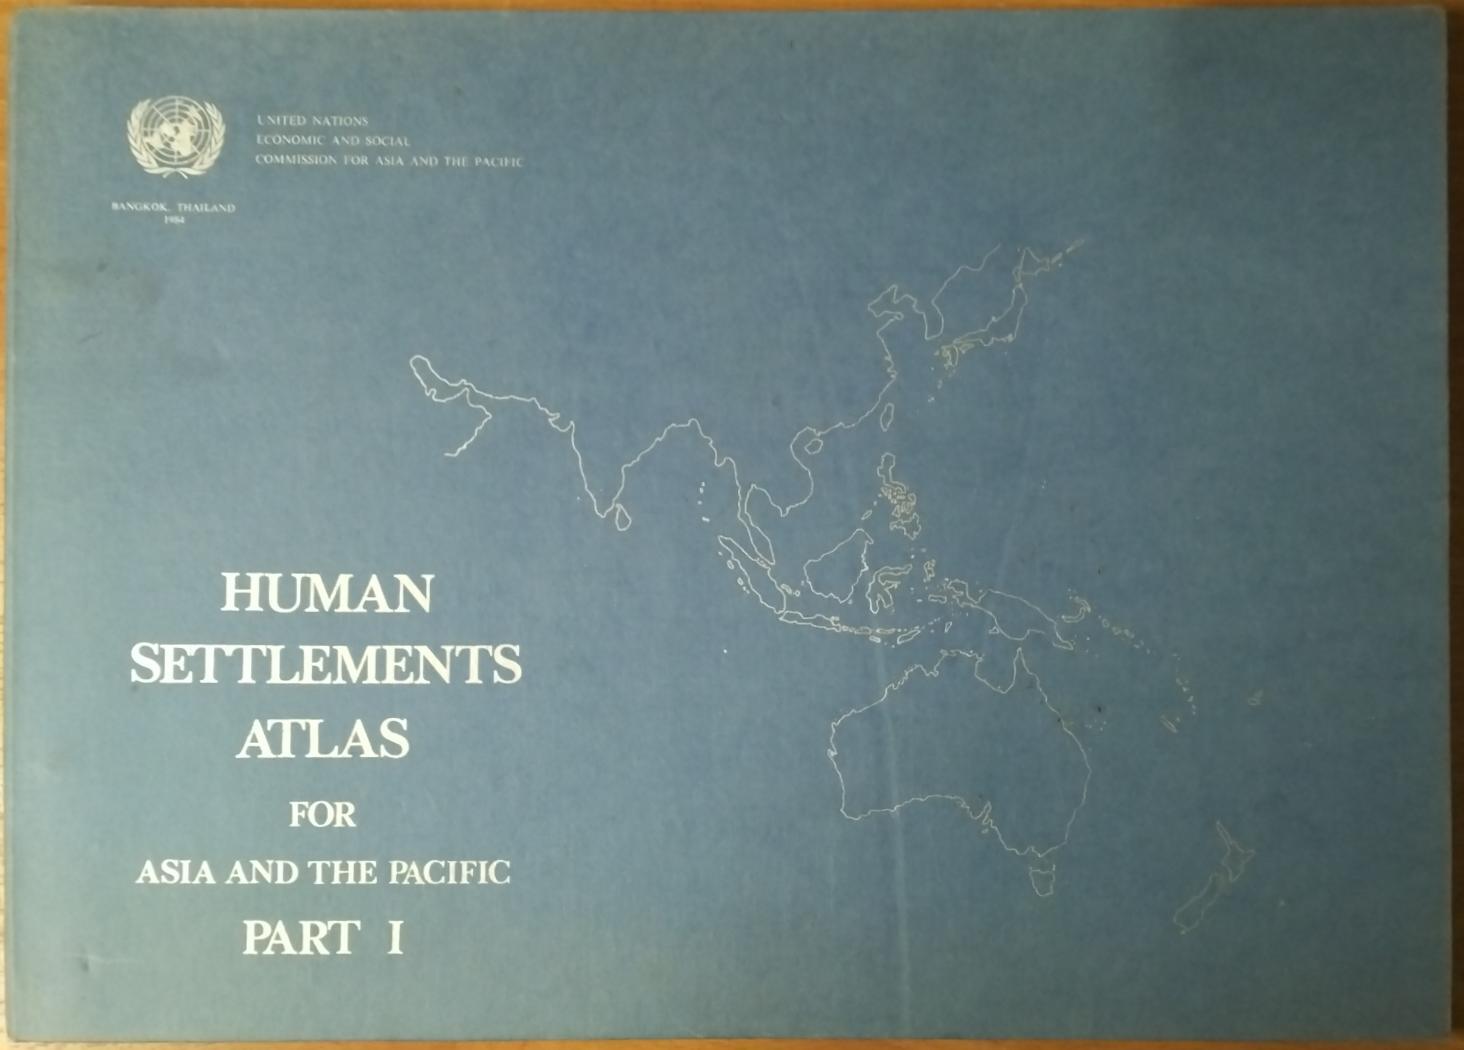 UNITED NATIONS
ECONOMIC AND SOCIAL
COMMISSION FOR ASIA AND THE PACIFIC
BANGKOK, THAILAND
1984
HUMAN
SETTLEMENTS
ATLAS
FOR
ASIA AND THE PACIFIC
PART I